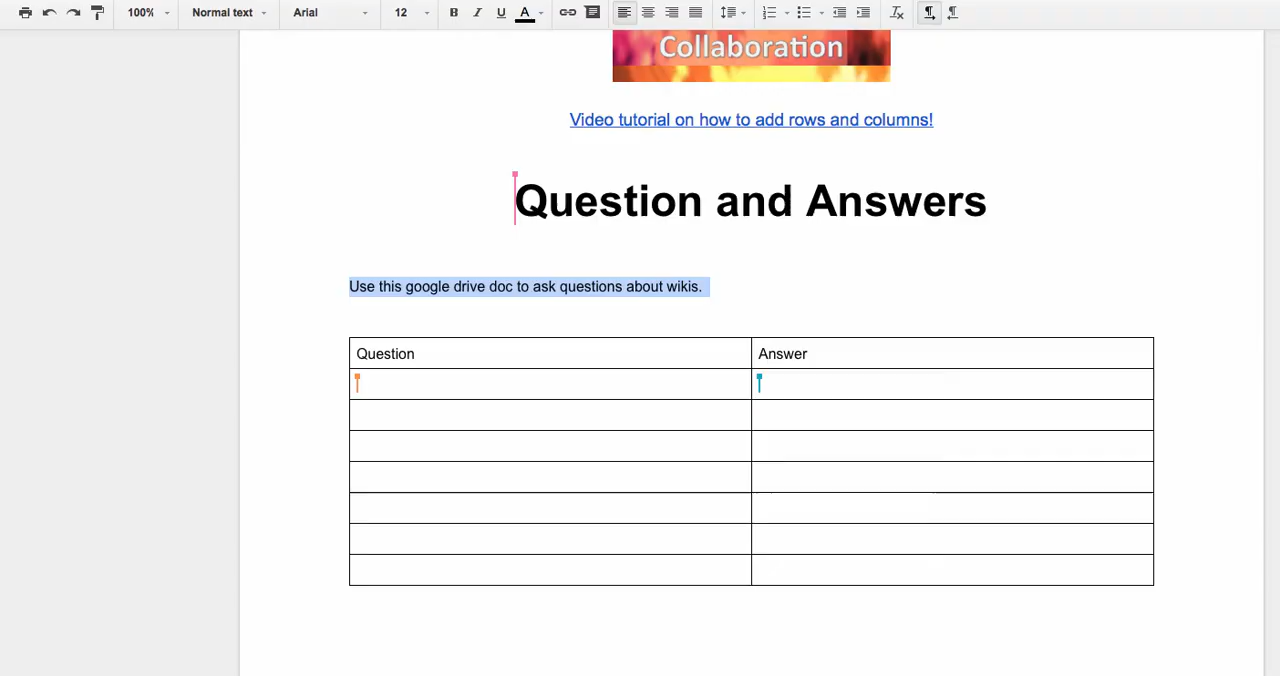 100% Normal text Arial 12 B I U A
Collaboration
Video tutorial on how to add rows and columns!
Question and Answers
Use this google drive doc to ask questions about wikis.
Question Answer